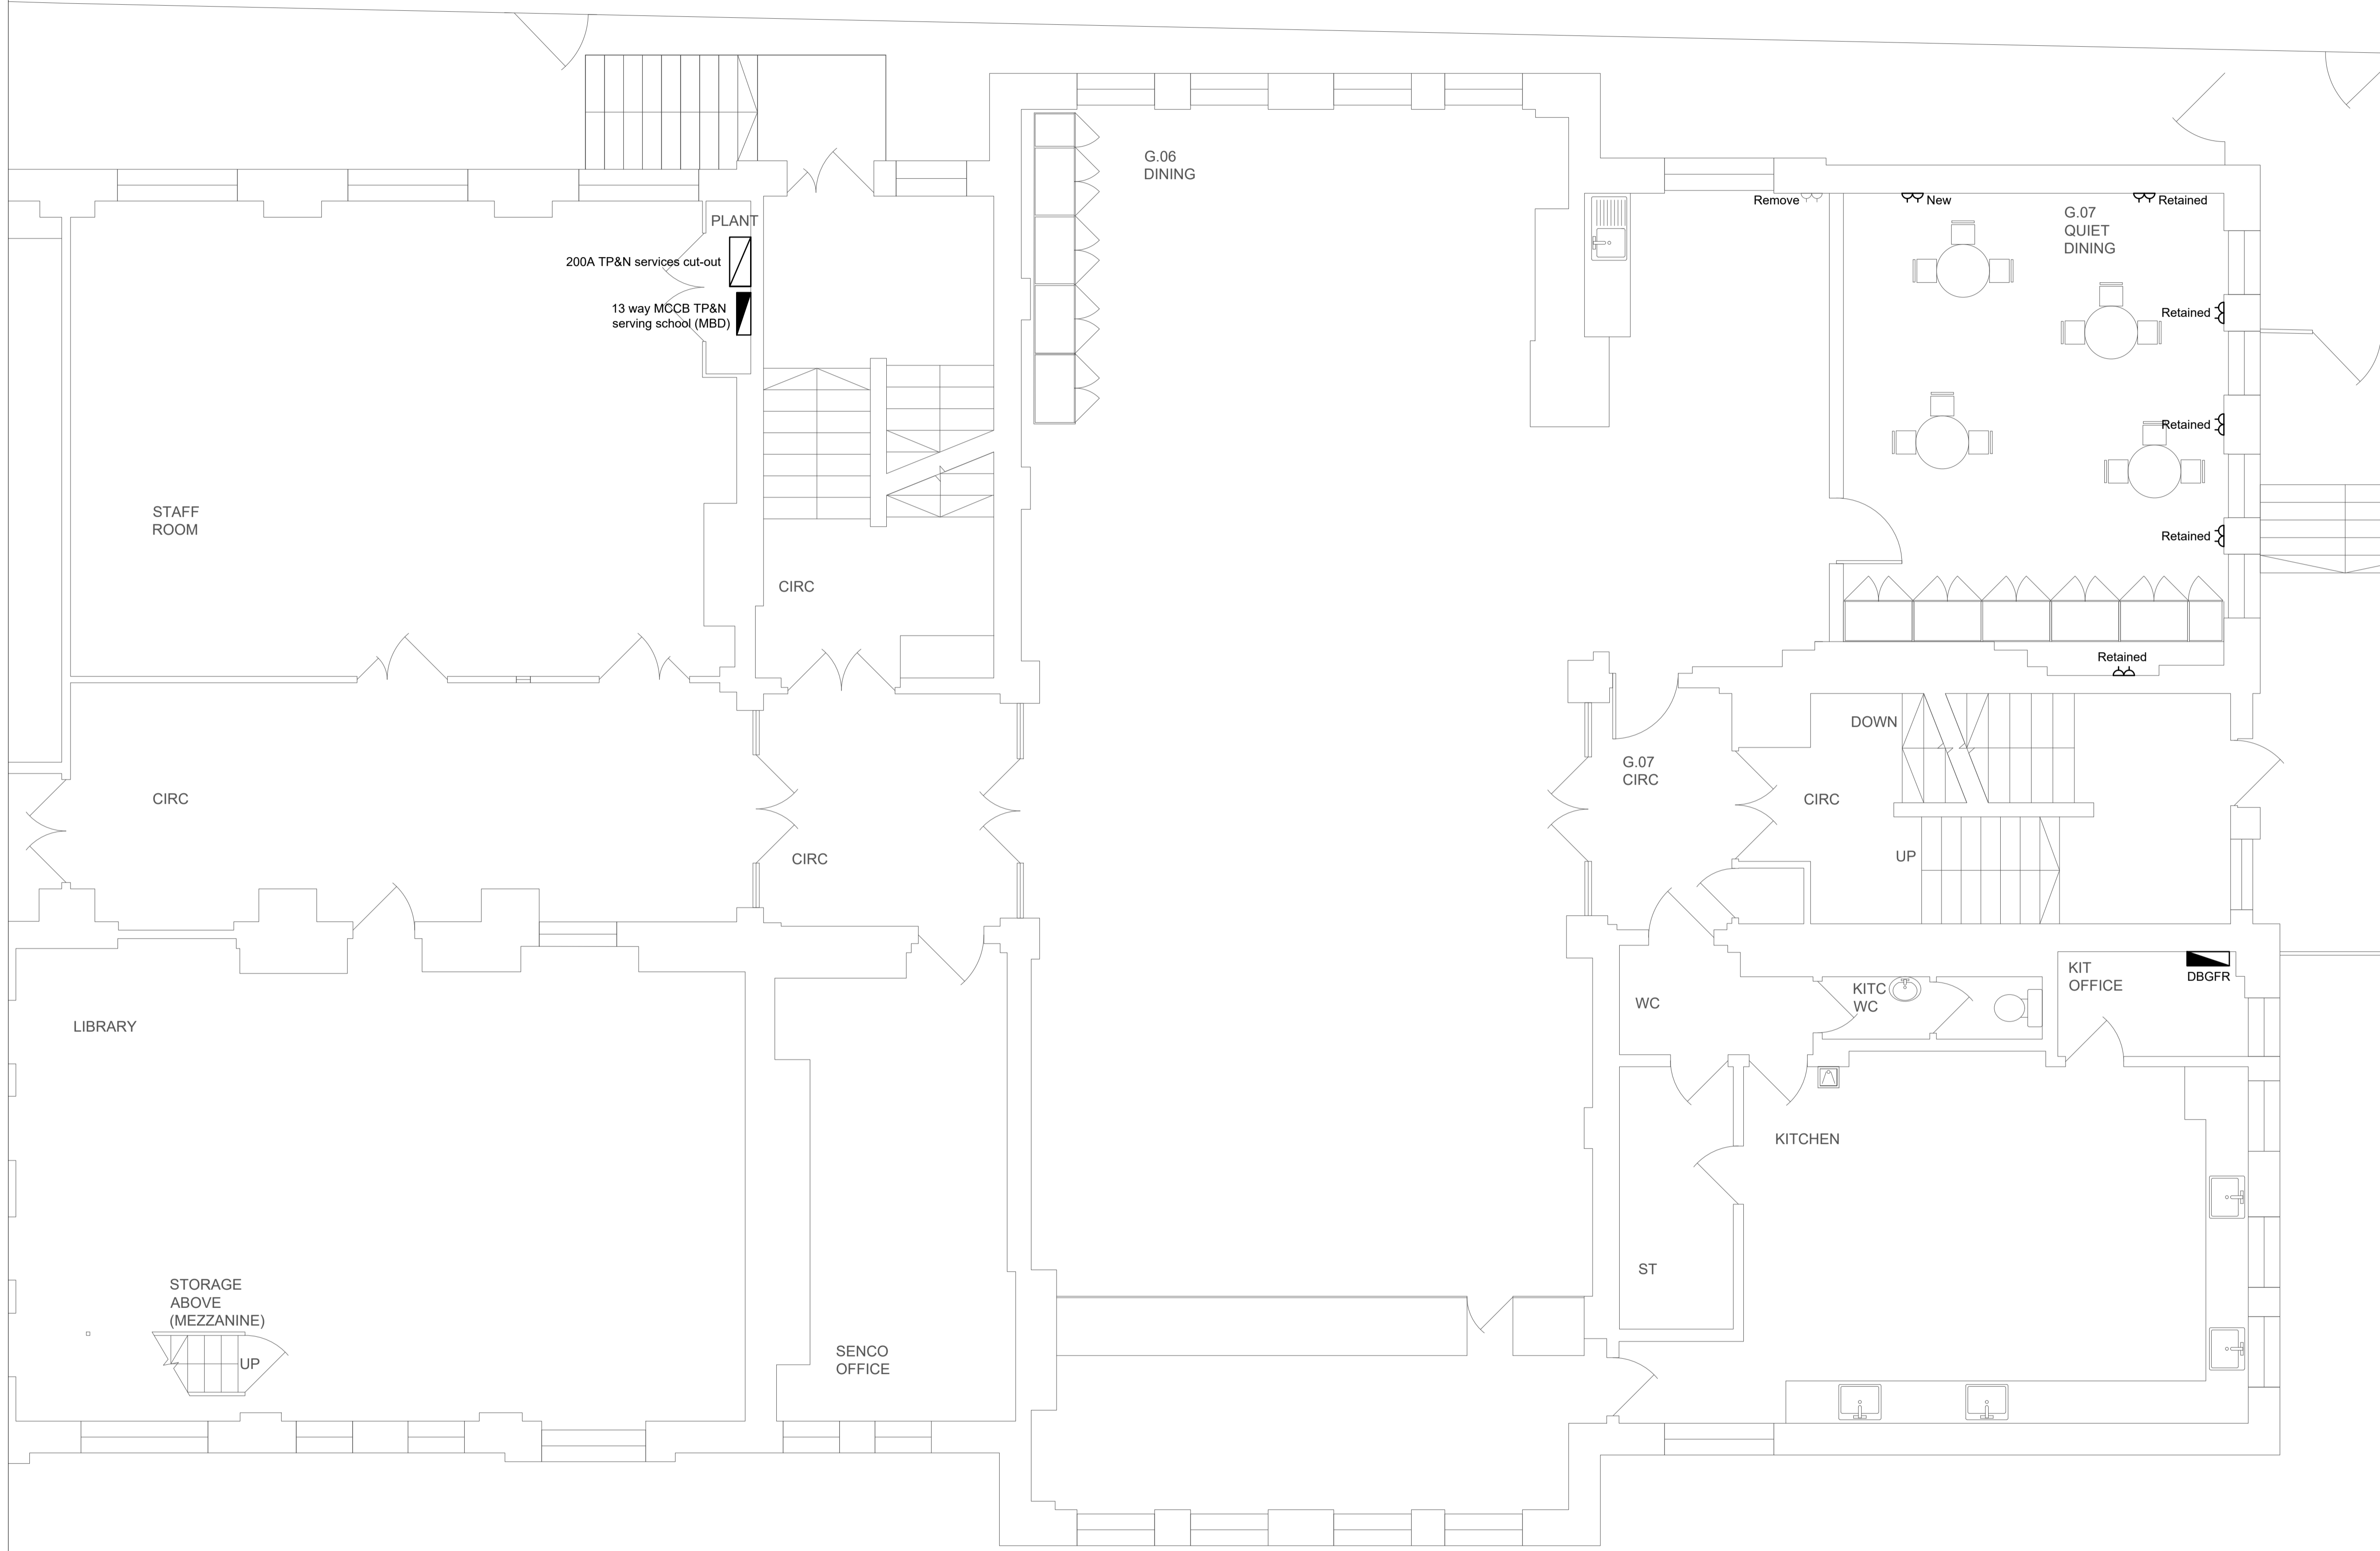 G.06
DINING
Remove
New
Retained
G.07
QUIET
DINING
PLANT
200A TP&N services cut-out
13 way MCCB TP&N
serving school (MBD)
Retained
Retained
STAFF
ROOM
Retained
CIRC
Retained
DOWN
G.07
CIRC
CIRC
CIRC
CIRC
UP
KIT
OFFICE
DBGFR
KITC
WC
WC
LIBRARY
KITCHEN
ST
STORAGE
ABOVE
(MEZZANINE)
UP
SENCO
OFFICE